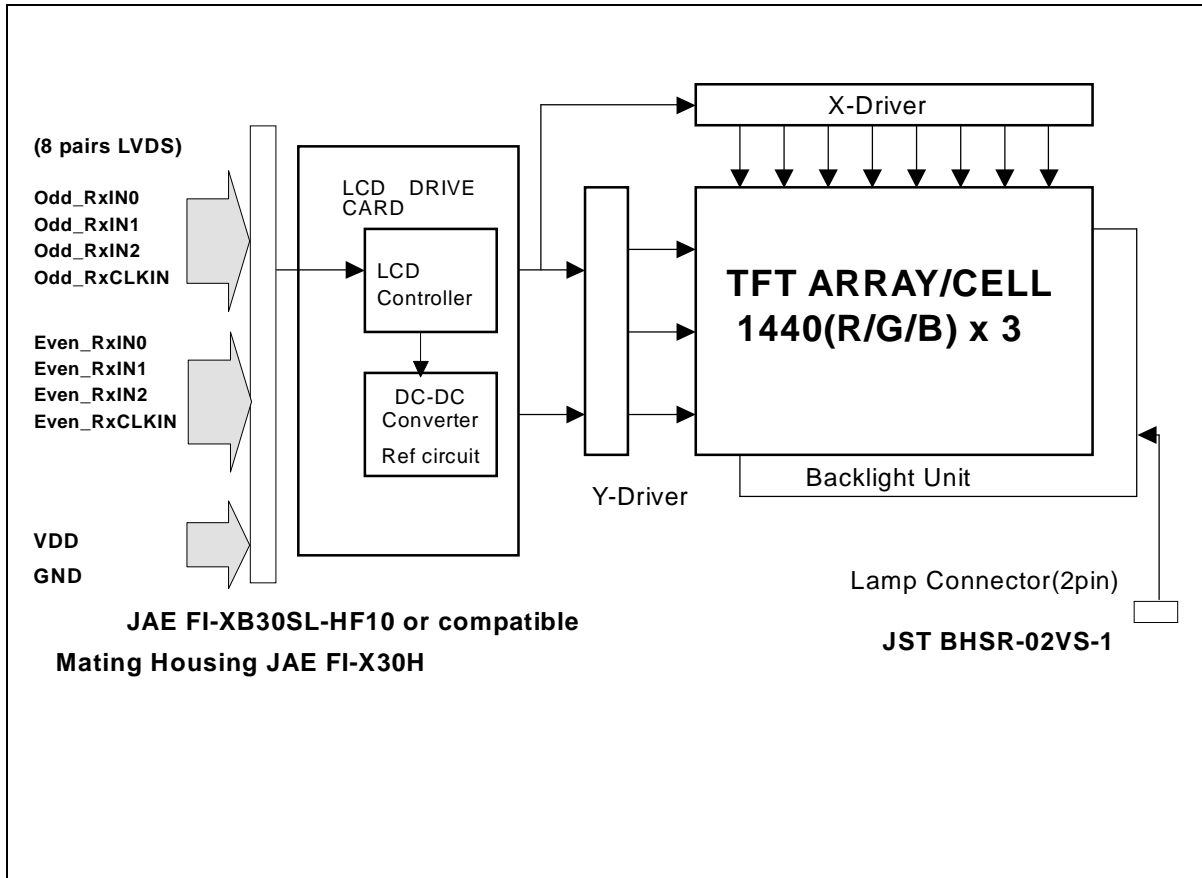 (8 pairs LVDS)
Odd_RxIN0
Odd_RxIN1
Odd_RxIN2
Odd_RxCLKIN
Even_RxIN0
Even_RxIN1
Even_RxIN2
Even_RxCLKIN
VDD
GND
LCD DRIVE
CARD
LCD
Controller
DC-DC
Converter
Ref circuit
X-Driver
Y-Driver
TFT ARRAY/CELL
1440(R/G/B) x 3
Backlight Unit
Lamp Connector(2pin)
JST BHSR-02VS-1
JAE FI-XB30SL-HF10 or compatible
Mating Housing JAE FI-X30H